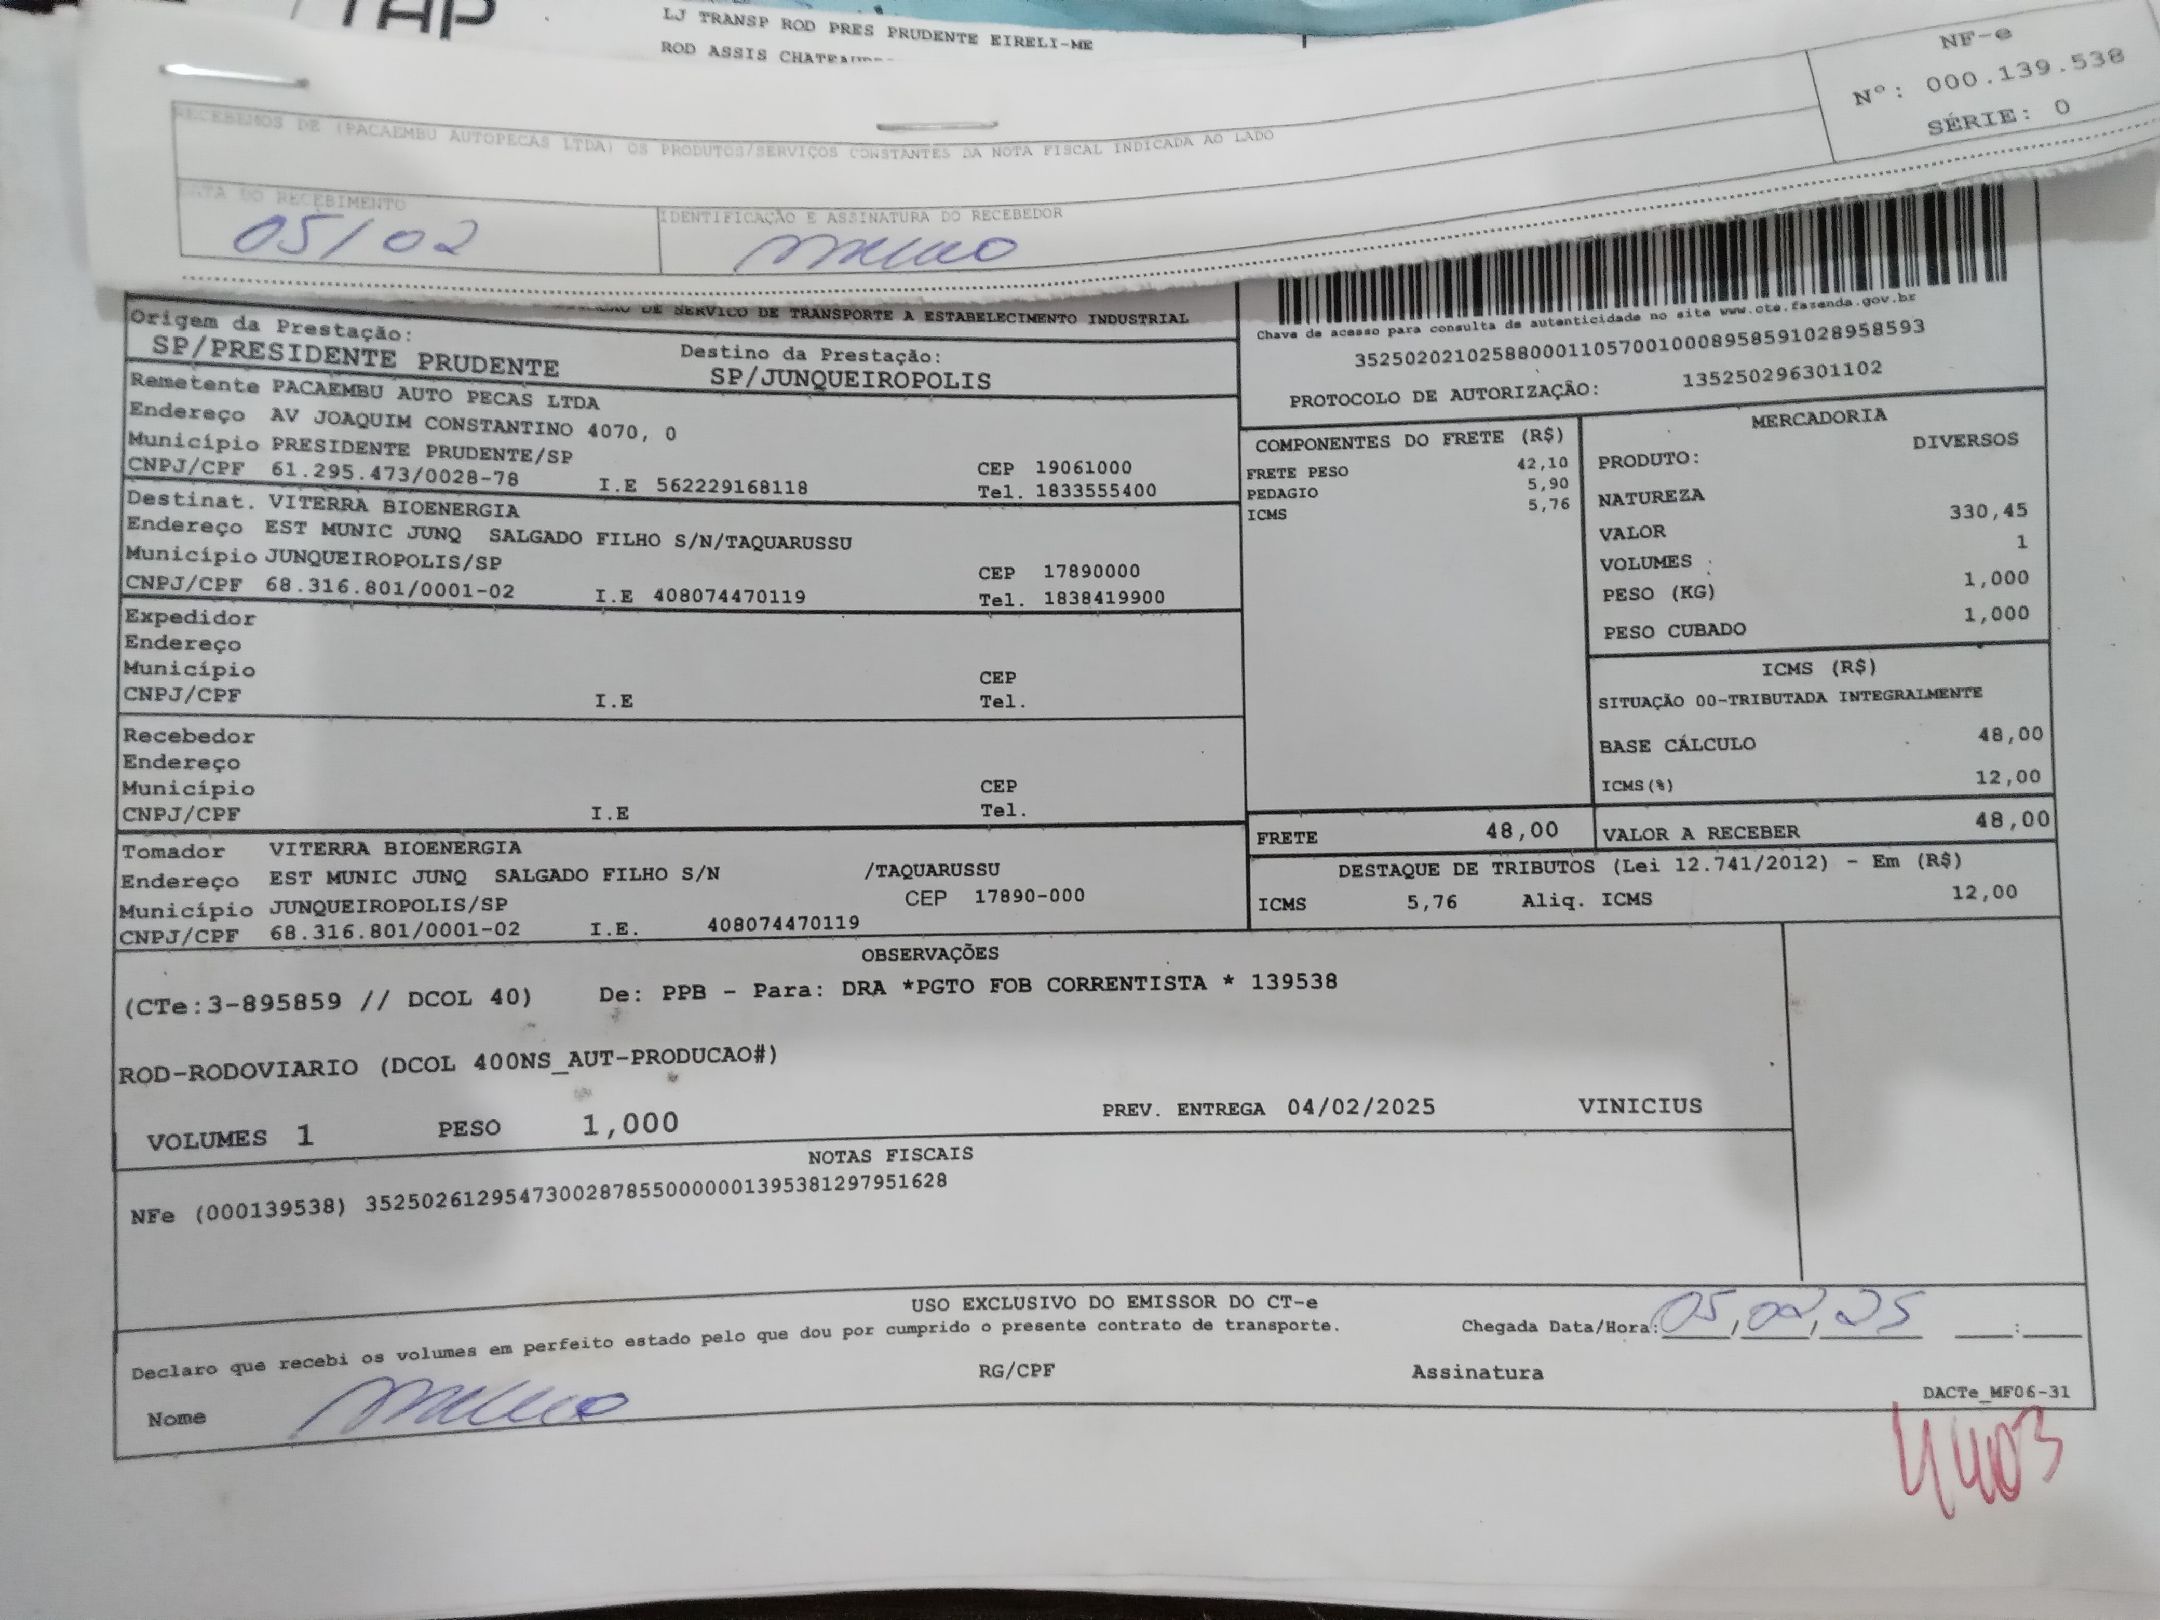 LJ TRANSP ROD PRES PRUDENTE EIRELI-ME
ROD ASSIS
NF-e
Nº: 000.139.538
SÉRIE: 0
RECEBEMOS DE (PACAEMBU AUTOPECAS LTDA) OS PRODUTOS/SERVIÇOS CONSTANTES DA NOTA FISCAL INDICADA AO LADO
DATA DO RECEBIMENTO
IDENTIFICAÇÃO E ASSINATURA DO RECEBEDOR
05/02
DE SERVICO DE TRANSPORTE A ESTABELECIMENTO INDUSTRIAL
Origem da Prestação:
SP/PRESIDENTE PRUDENTE
Destino da Prestação:
SP/JUNQUEIROPOLIS
Remetente PACAEMBU AUTO PECAS LTDA
Endereço AV JOAQUIM CONSTANTINO 4070, 0
Município PRESIDENTE PRUDENTE/SP CEP 19061000
CNPJ/CPF 61.295.473/0028-78 I.E 562229168118 Tel. 1833555400
Destinat. VITERRA BIOENERGIA
Endereço EST MUNIC JUNQ SALGADO FILHO S/N/TAQUARUSSU
Município JUNQUEIROPOLIS/SP CEP 17890000
CNPJ/CPF 68.316.801/0001-02 I.E 408074470119 Tel. 1838419900
Expedidor
Endereço
Município CEP
CNPJ/CPF I.E Tel.
Recebedor
Endereço
Município CEP
CNPJ/CPF I.E Tel.
Tomador VITERRA BIOENERGIA
Endereço EST MUNIC JUNQ SALGADO FILHO S/N /TAQUARUSSU
Município JUNQUEIROPOLIS/SP CEP 17890-000
CNPJ/CPF 68.316.801/0001-02 I.E. 408074470119
Chave de acesso para consulta de autenticidade no site www.cte.fazenda.gov.br
35250202102588000110570010008958591028958593
PROTOCOLO DE AUTORIZAÇÃO: 135250296301102
COMPONENTES DO FRETE (R$)
FRETE PESO 42,10
PEDAGIO 5,90
ICMS 5,76
MERCADORIA
PRODUTO: DIVERSOS
NATUREZA
VALOR 330,45
VOLUMES : 1
PESO (KG) 1,000
PESO CUBADO 1,000
ICMS (R$)
SITUAÇÃO 00-TRIBUTADA INTEGRALMENTE
BASE CÁLCULO 48,00
ICMS(%) 12,00
FRETE 48,00 VALOR A RECEBER 48,00
DESTAQUE DE TRIBUTOS (Lei 12.741/2012) - Em (R$)
ICMS 5,76 Aliq. ICMS 12,00
OBSERVAÇÕES
(CTe:3-895859 // DCOL 40) De: PPB - Para: DRA *PGTO FOB CORRENTISTA * 139538
ROD-RODOVIARIO (DCOL 400NS_AUT-PRODUCAO#)
VOLUMES 1 PESO 1,000 PREV. ENTREGA 04/02/2025 VINICIUS
NOTAS FISCAIS
NFe (000139538) 35250261295473002878550000001395381297951628
USO EXCLUSIVO DO EMISSOR DO CT-e
Declaro que recebi os volumes em perfeito estado pelo que dou por cumprido o presente contrato de transporte.
Chegada Data/Hora: 05,02,25 :
Nome RG/CPF Assinatura
DACTe_MF06-31
4403